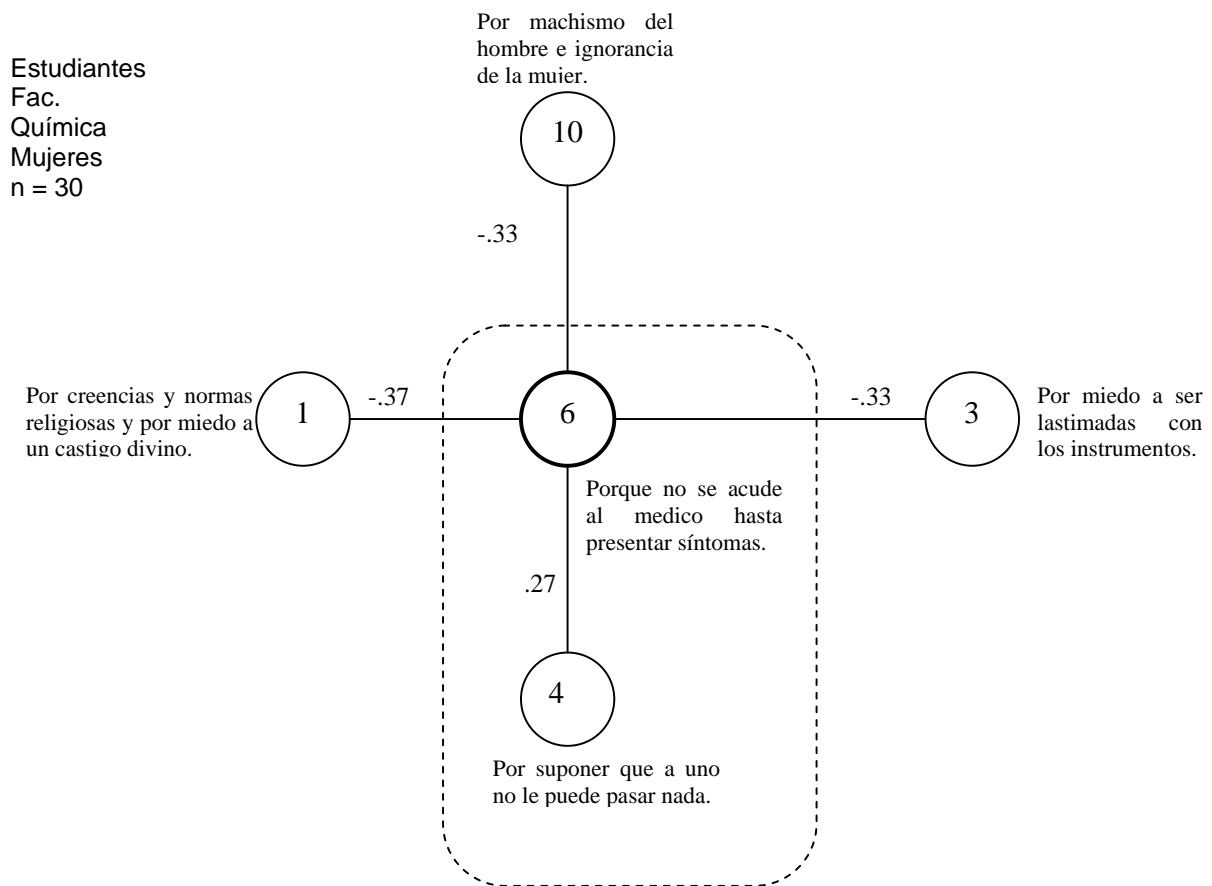 Por machismo del
hombre e ignorancia
de la mujer.
Estudiantes
Fac.
Química
Mujeres
n = 30
10
-.33
Por creencias y normas
religiosas y por miedo a
un castigo divino.
1
-.37
6
-.33
3
Por miedo a ser
lastimadas con
los instrumentos.
Porque no se acude
al medico hasta
presentar síntomas.
.27
4
Por suponer que a uno
no le puede pasar nada.